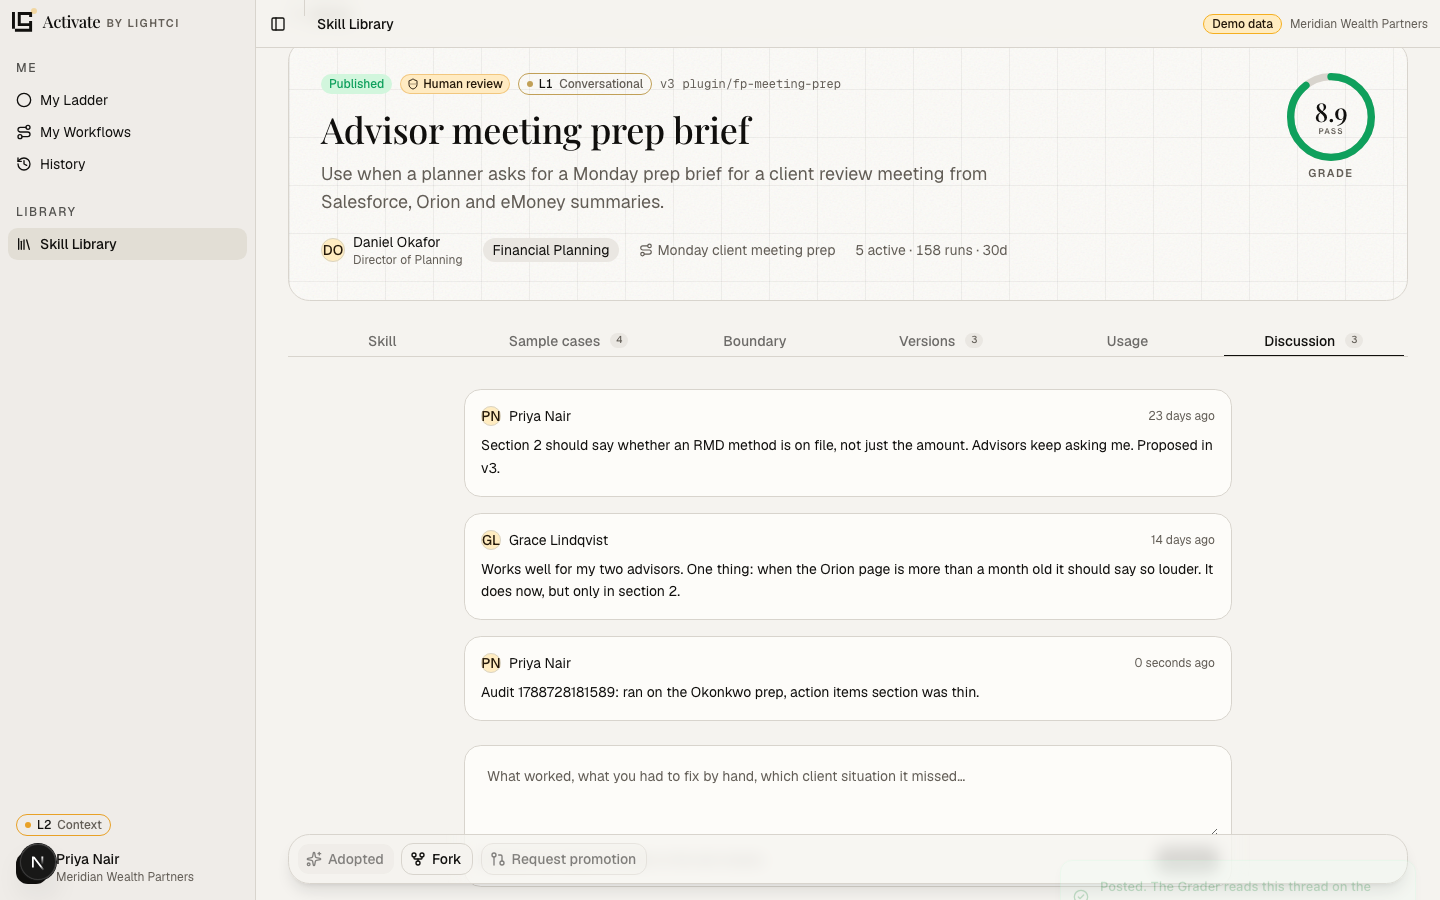 Activate BY LIGHTCI
Skill Library
Demo data
Meridian Wealth Partners
ME
My Ladder
My Workflows
History
LIBRARY
Skill Library
Published
Human review
L1 Conversational
v3 plugin/fp-meeting-prep
Advisor meeting prep brief
Use when a planner asks for a Monday prep brief for a client review meeting from
Salesforce, Orion and eMoney summaries.
8.9
PASS
GRADE
DO
Daniel Okafor
Director of Planning
Financial Planning
Monday client meeting prep
5 active · 158 runs · 30d
Skill
Sample cases 4
Boundary
Versions 3
Usage
Discussion 3
PN Priya Nair
23 days ago
Section 2 should say whether an RMD method is on file, not just the amount. Advisors keep asking me. Proposed in
v3.
GL Grace Lindqvist
14 days ago
Works well for my two advisors. One thing: when the Orion page is more than a month old it should say so louder. It
does now, but only in section 2.
PN Priya Nair
0 seconds ago
Audit 1788728181589: ran on the Okonkwo prep, action items section was thin.
What worked, what you had to fix by hand, which client situation it missed…
Adopted
Fork
Request promotion
Posted. The Grader reads this thread on the
L2 Context
N
Priya Nair
Meridian Wealth Partners